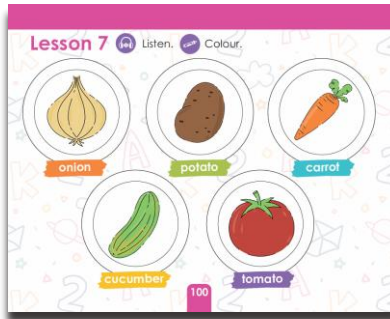 Lesson 7 Listen. Colour.
onion potato carrot
cucumber tomato
100